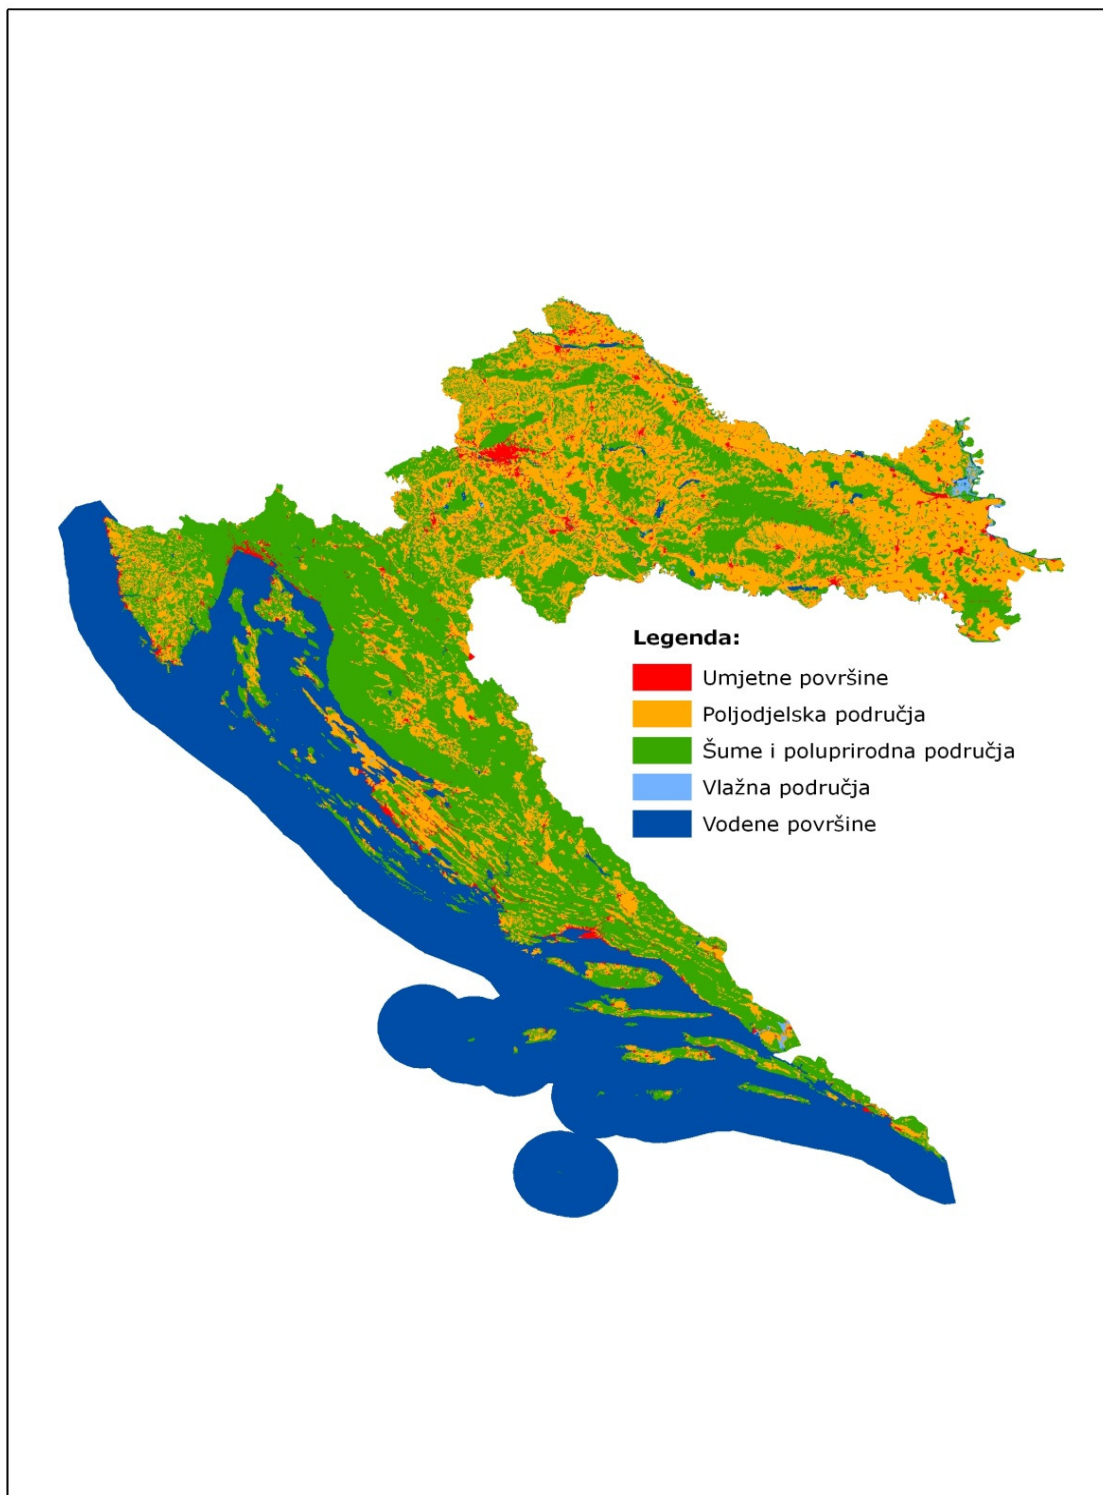 Legenda:
Umjetne površine
Poljodjelska područja
Šume i poluprirodna područja
Vlažna područja
Vodene površine